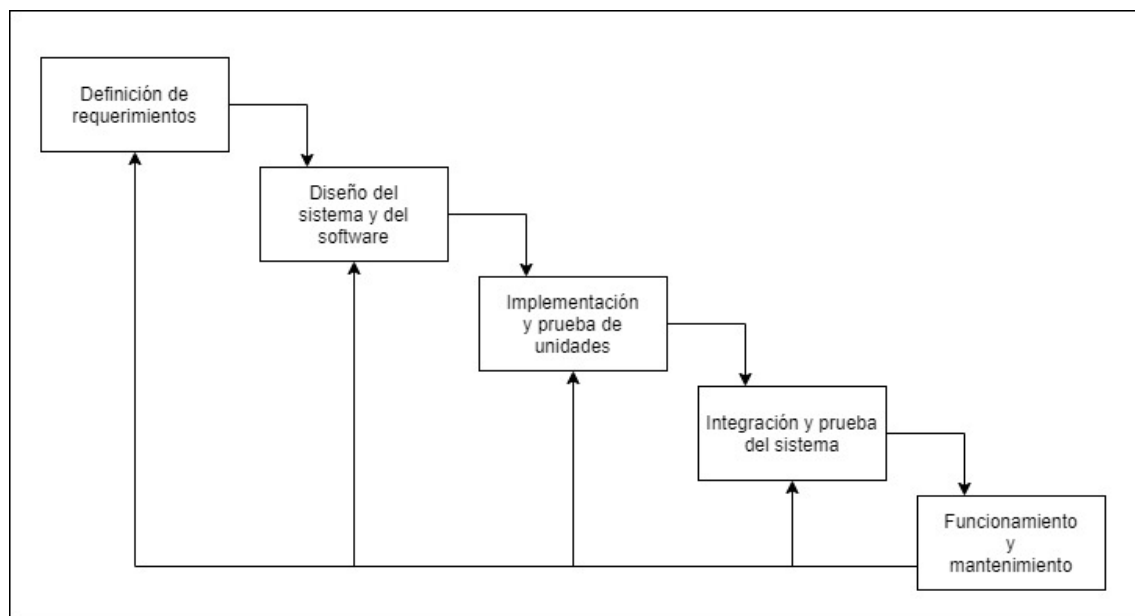 Definición de
requerimientos
Diseño del
sistema y del
software
Implementación
y prueba de
unidades
Integración y prueba
del sistema
Funcionamiento
y
mantenimiento